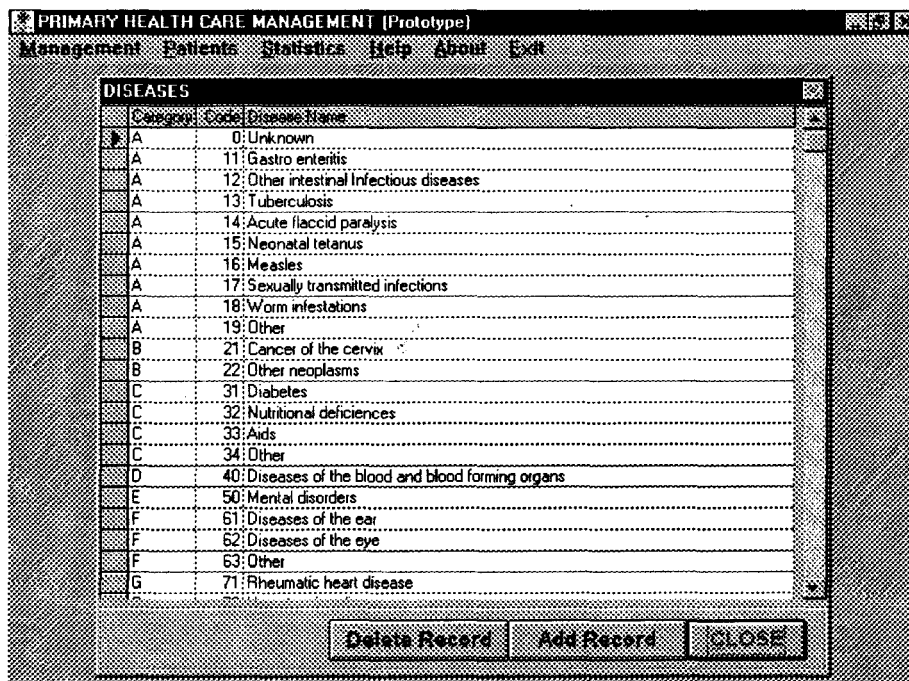 PRIMARY HEALTH CARE MANAGEMENT (Prototype)
Management Patients Statistics Help About Exit
DISEASES
Category Code Disease Name
A 0 Unknown
A 11 Gastro enteritis
A 12 Other intestinal Infectious diseases
A 13 Tuberculosis
A 14 Acute flaccid paralysis
A 15 Neonatal tetanus
A 16 Measles
A 17 Sexually transmitted infections
A 18 Worm infestations
A 19 Other
B 21 Cancer of the cervix
B 22 Other neoplasms
C 31 Diabetes
C 32 Nutritional deficiences
C 33 Aids
C 34 Other
D 40 Diseases of the blood and blood forming organs
E 50 Mental disorders
F 61 Diseases of the ear
F 62 Diseases of the eye
F 63 Other
G 71 Rheumatic heart disease
Delete Record Add Record CLOSE